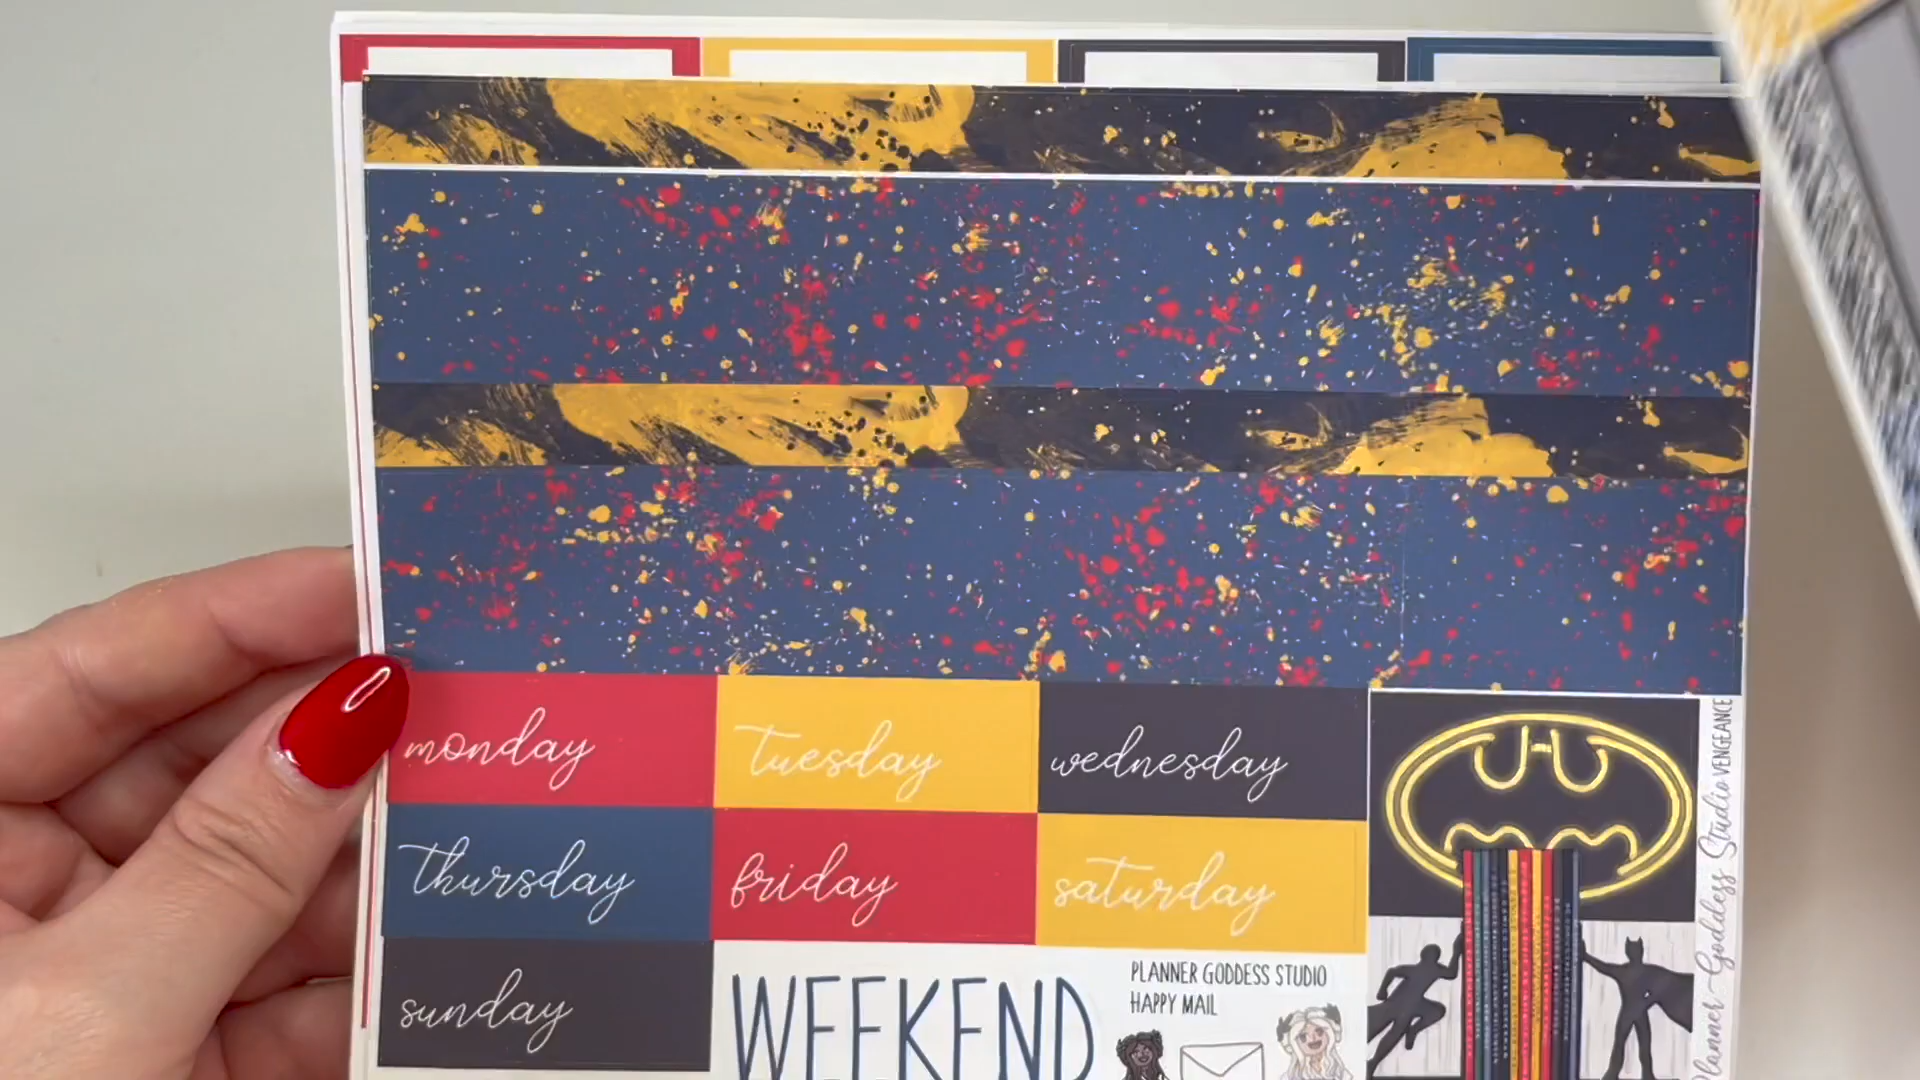 monday
tuesday
wednesday
thursday
friday
saturday
sunday
WEEKEND
PLANNER GODDESS STUDIO
HAPPY MAIL
Planner Goddess Studio VENGEANCE